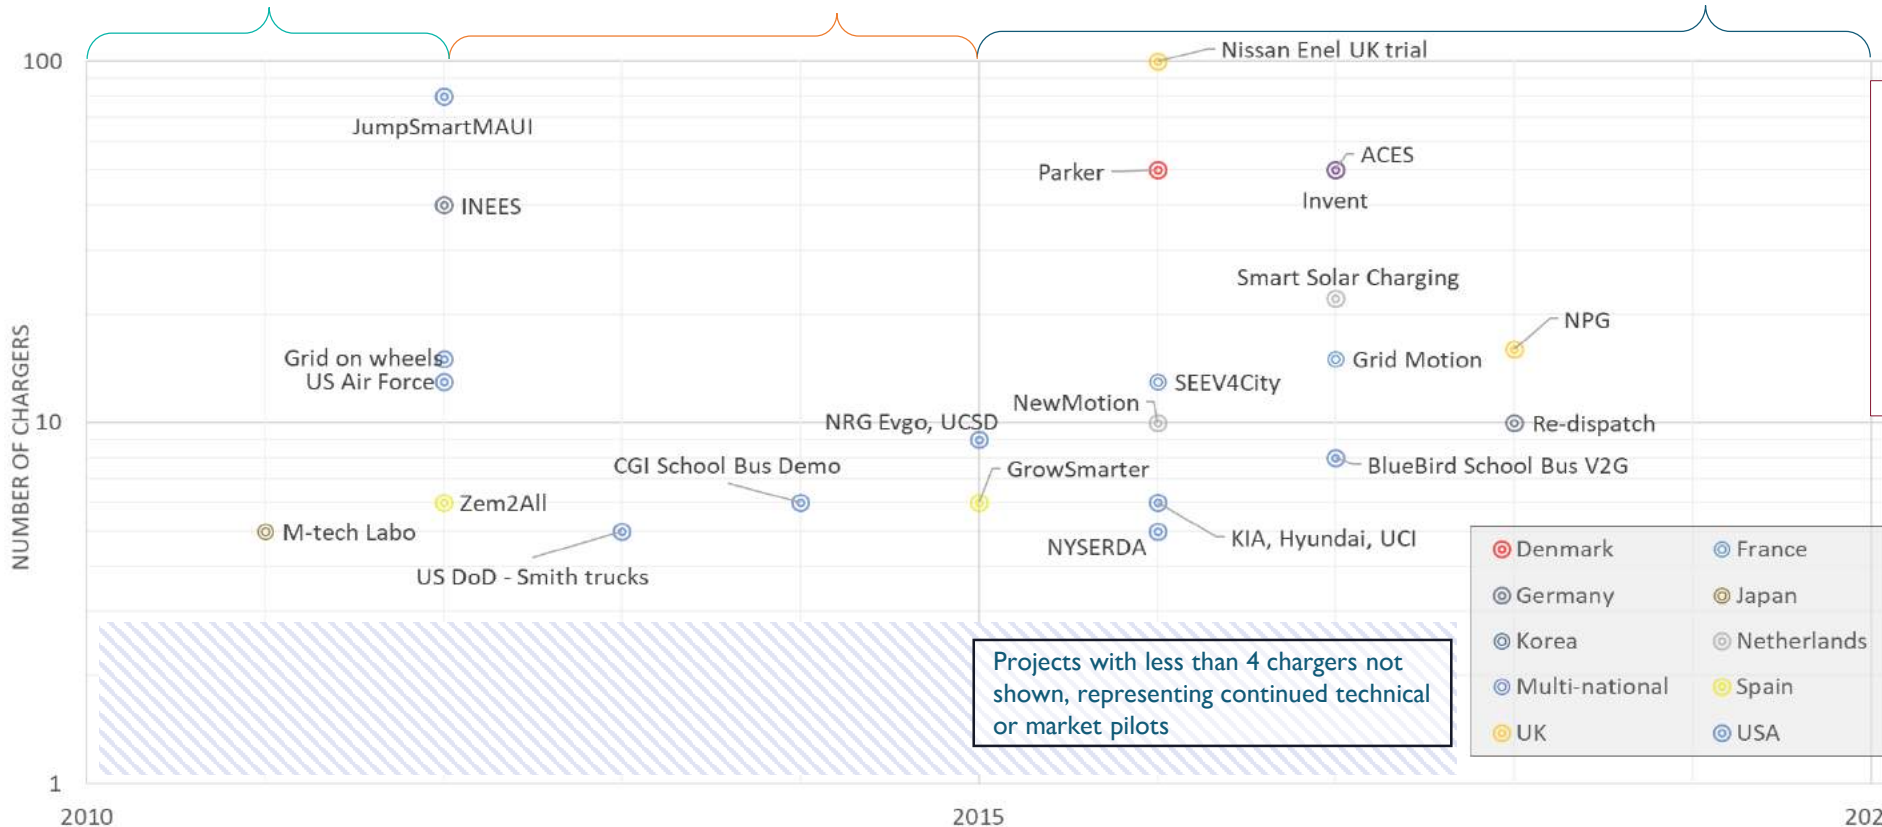 100
Nissan Enel UK trial
JumpSmartMAUI
ACES
Parker
Invent
INEES
Smart Solar Charging
NPG
Grid on wheels
Grid Motion
US Air Force
SEEV4City
NewMotion
NUMBER OF CHARGERS
10
NRG Evgo, UCSD
Re-dispatch
CGI School Bus Demo
GrowSmarter
BlueBird School Bus V2G
Zem2All
M-tech Labo
KIA, Hyundai, UCI
NYSERDA
US DoD - Smith trucks
Denmark
France
Germany
Japan
Korea
Netherlands
Multi-national
Spain
UK
USA
Projects with less than 4 chargers not
shown, representing continued technical
or market pilots
1
2010
2015
202